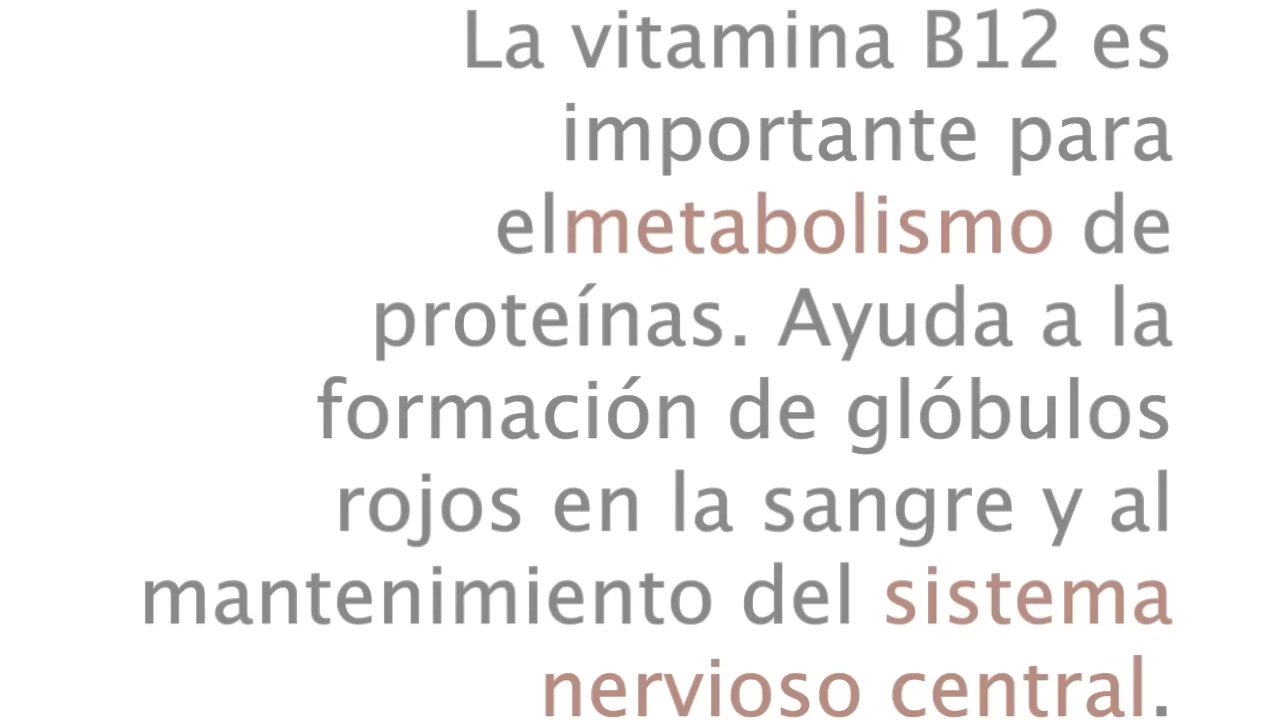 La vitamina B12 es
importante para
elmetabolismo de
proteínas. Ayuda a la
formación de glóbulos
rojos en la sangre y al
mantenimiento del sistema
nervioso central.